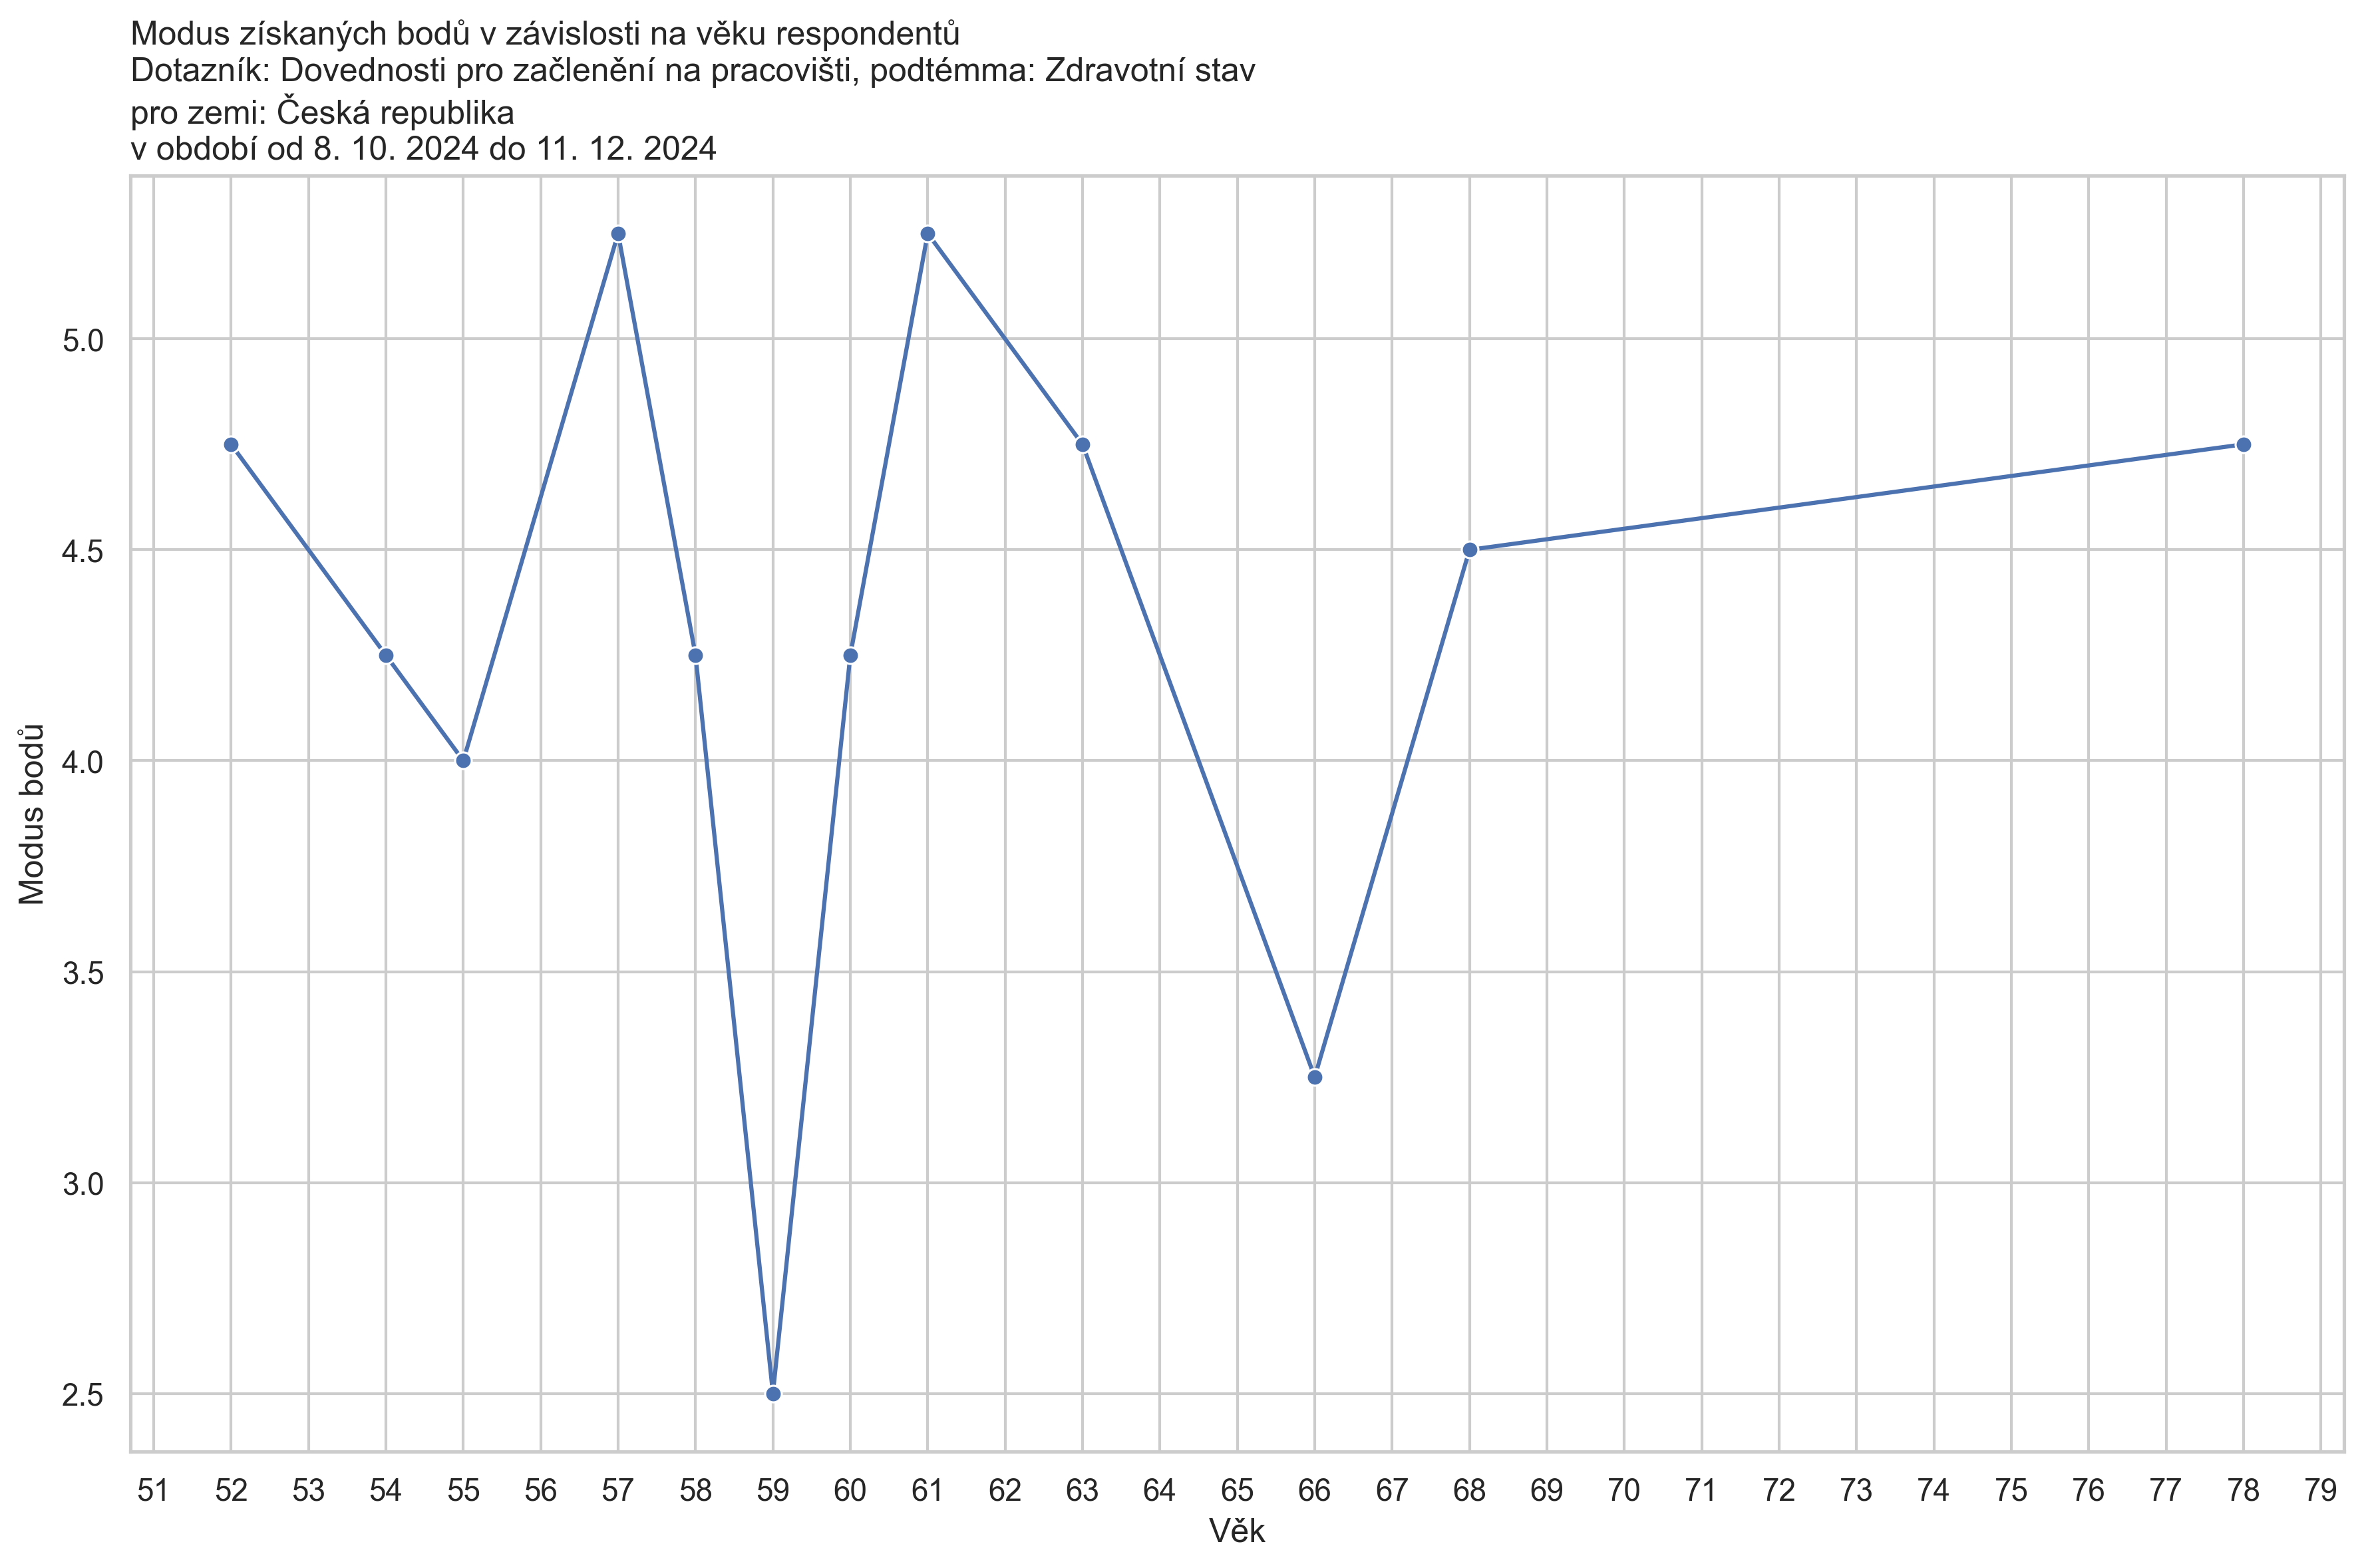 Modus získaných bodů v závislosti na věku respondentů
Dotazník: Dovednosti pro začlenění na pracovišti, podtémma: Zdravotní stav
pro zemi: Česká republika
v období od 8. 10. 2024 do 11. 12. 2024
Modus bodů
5.0
4.5
4.0
3.5
3.0
2.5
51 52 53 54 55 56 57 58 59 60 61 62 63 64 65 66 67 68 69 70 71 72 73 74 75 76 77 78 79
Věk